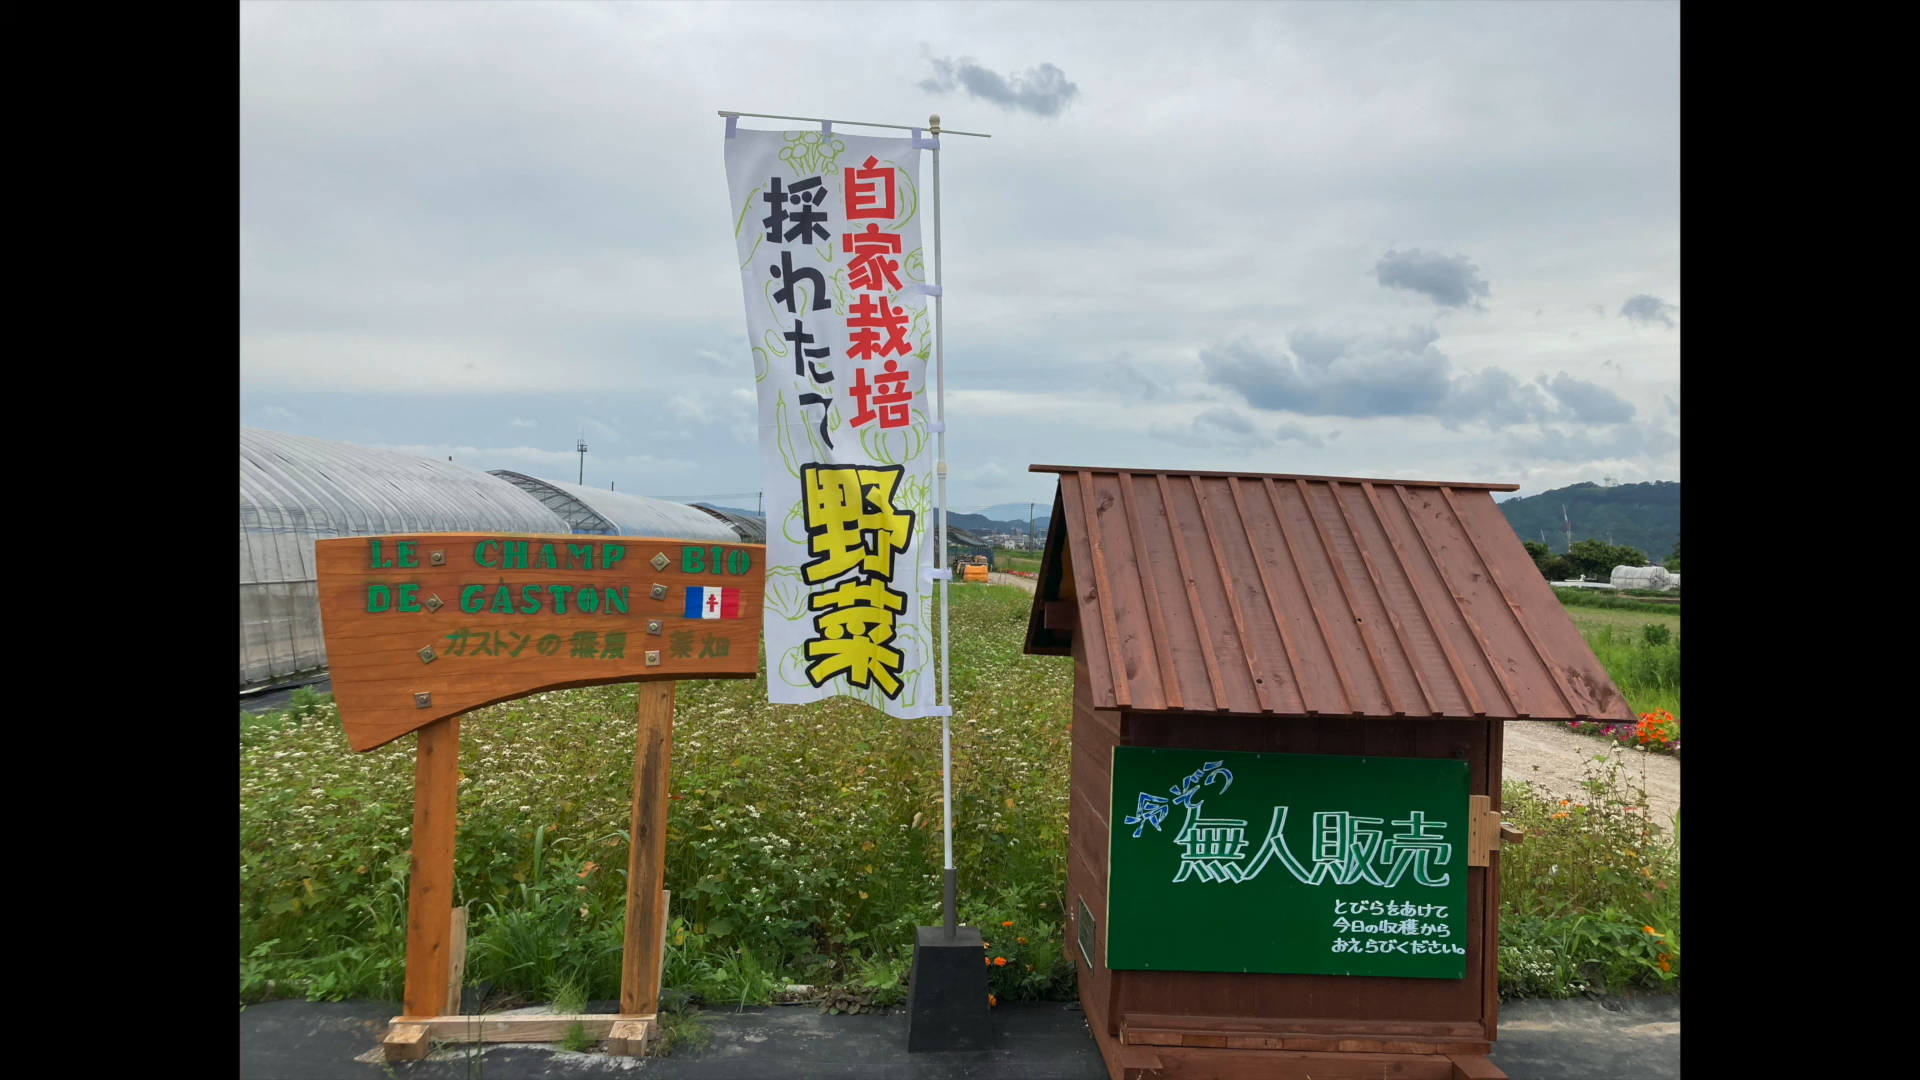 LE CHAMP BIO
DE GASTON
ガストンの無農薬畑
自家栽培
採れたて
野菜
無人販売
とびらをあけて
今日の収穫から
おえらびください。